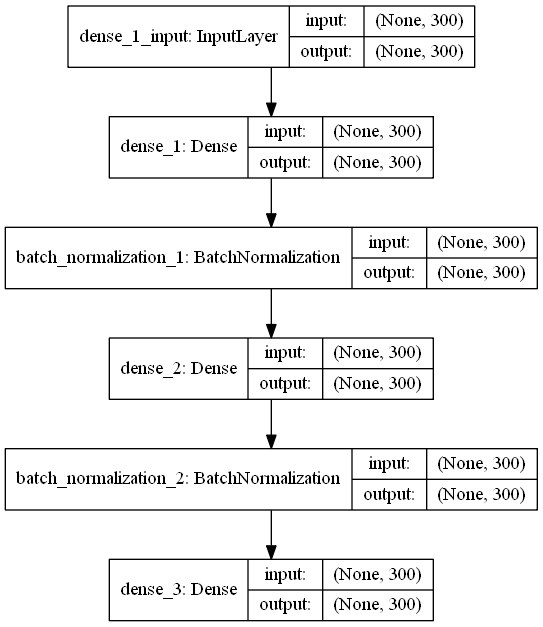 dense_1_input: InputLayer input: (None, 300)
output: (None, 300)
dense_1: Dense input: (None, 300)
output: (None, 300)
batch_normalization_1: BatchNormalization input: (None, 300)
output: (None, 300)
dense_2: Dense input: (None, 300)
output: (None, 300)
batch_normalization_2: BatchNormalization input: (None, 300)
output: (None, 300)
dense_3: Dense input: (None, 300)
output: (None, 300)